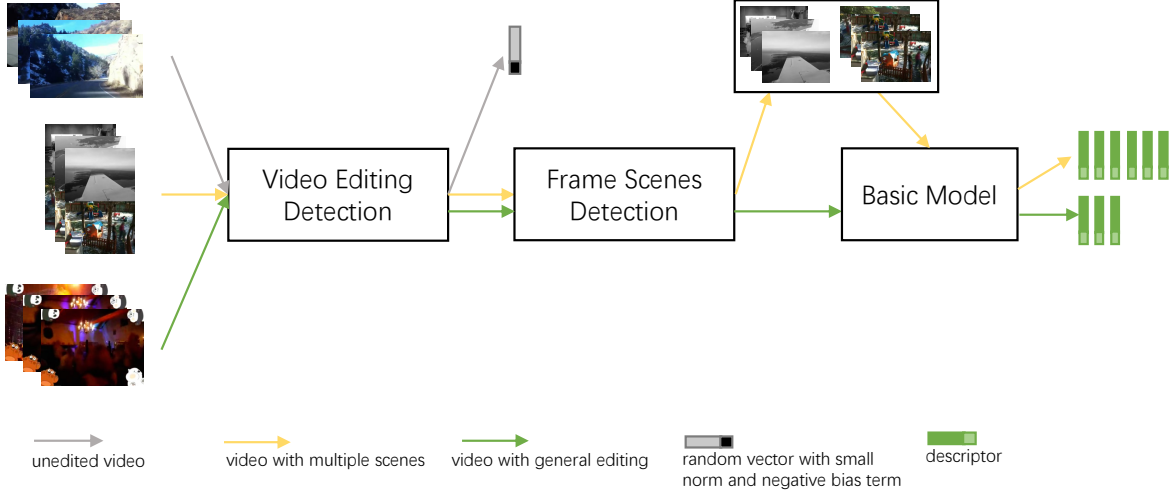 Video Editing
Detection
Frame Scenes
Detection
Basic Model
unedited video
video with multiple scenes
video with general editing
random vector with small
norm and negative bias term
descriptor